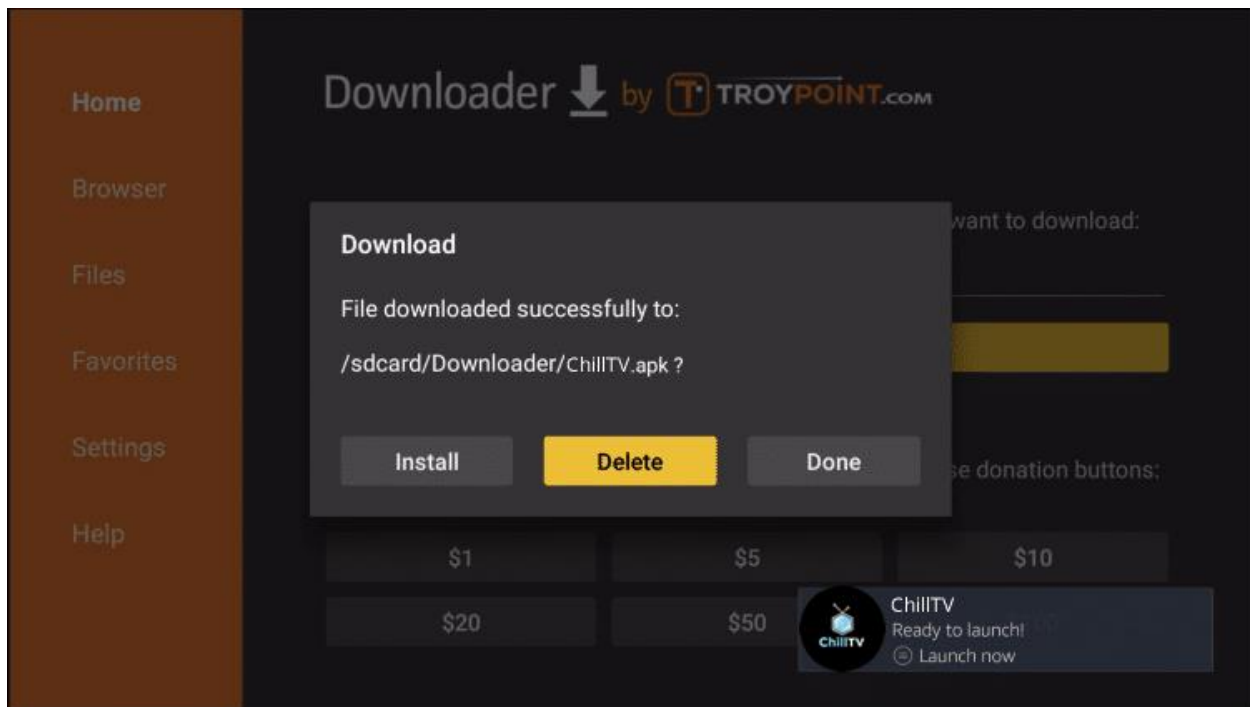 Home
Browser
Files
Favorites
Settings
Help
Downloader by TROYPOINT.COM
want to download:
Download
File downloaded successfully to:
/sdcard/Downloader/ChillTV.apk ?
Install Delete Done
se donation buttons:
$1 $5 $10
$20 $50
ChillTV
ChillTV
Ready to launch!
Launch now